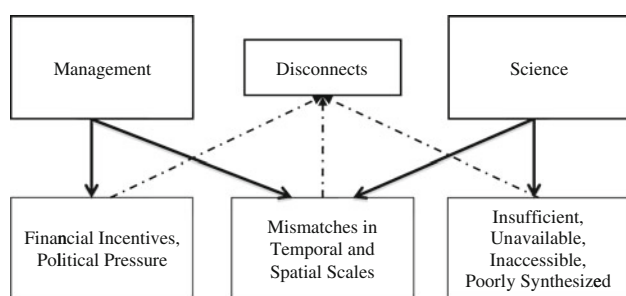 Management
Disconnects
Science
Financial Incentives,
Political Pressure
Mismatches in
Temporal and
Spatial Scales
Insufficient,
Unavailable,
Inaccessible,
Poorly Synthesized